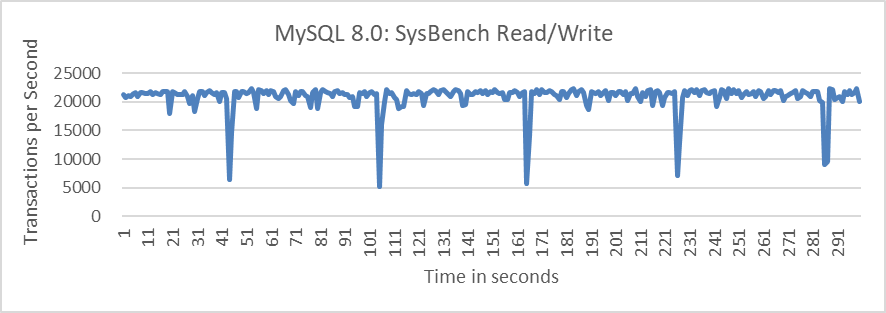 MySQL 8.0: SysBench Read/Write
Transactions per Second
25000
20000
15000
10000
5000
0
1 11 21 31 41 51 61 71 81 91 101 111 121 131 141 151 161 171 181 191 201 211 221 231 241 251 261 271 281 291
Time in seconds